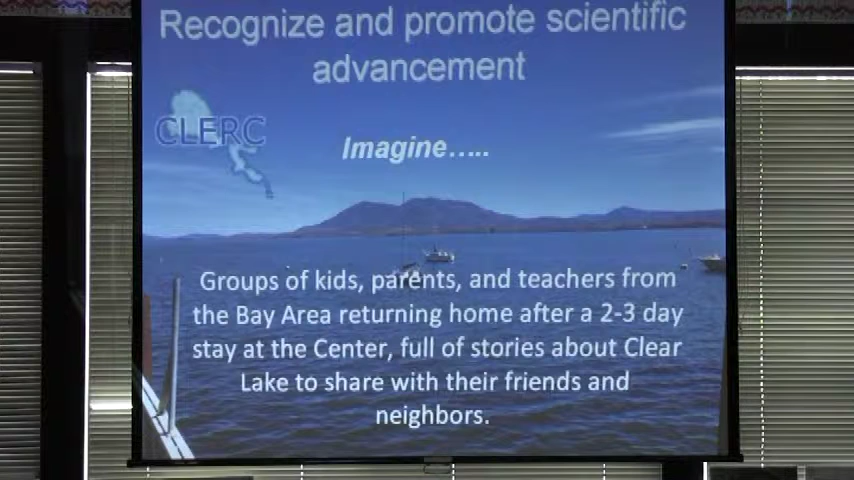 Recognize and promote scientific
advancement
CLERC
Imagine.....
Groups of kids, parents, and teachers from
the Bay Area returning home after a 2-3 day
stay at the Center, full of stories about Clear
Lake to share with their friends and
neighbors.